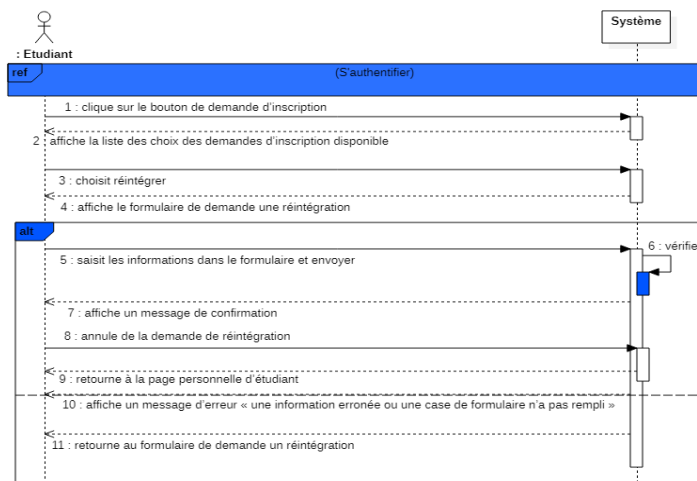 Système
: Etudiant
ref
(S'authentifier)
1 : clique sur le bouton de demande d'inscription
2 : affiche la liste des choix des demandes d'inscription disponible
3 : choisit réintégrer
4 : affiche le formulaire de demande une réintégration
alt
6 : vérifie
5 : saisit les informations dans le formulaire et envoyer
7 : affiche un message de confirmation
8 : annule de la demande de réintégration
9 : retourne à la page personnelle d'étudiant
10 : affiche un message d'erreur « une information erronée ou une case de formulaire n'a pas rempli »
11 : retourne au formulaire de demande un réintégration